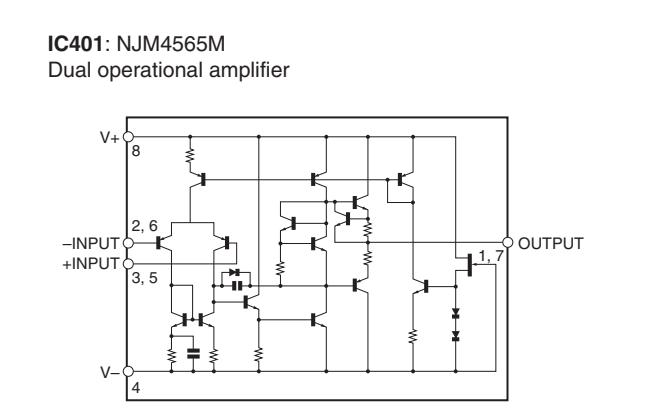 IC401: NJM4565M
Dual operational amplifier
V+
8
2, 6
–INPUT
+INPUT
3, 5
OUTPUT
1, 7
V–
4